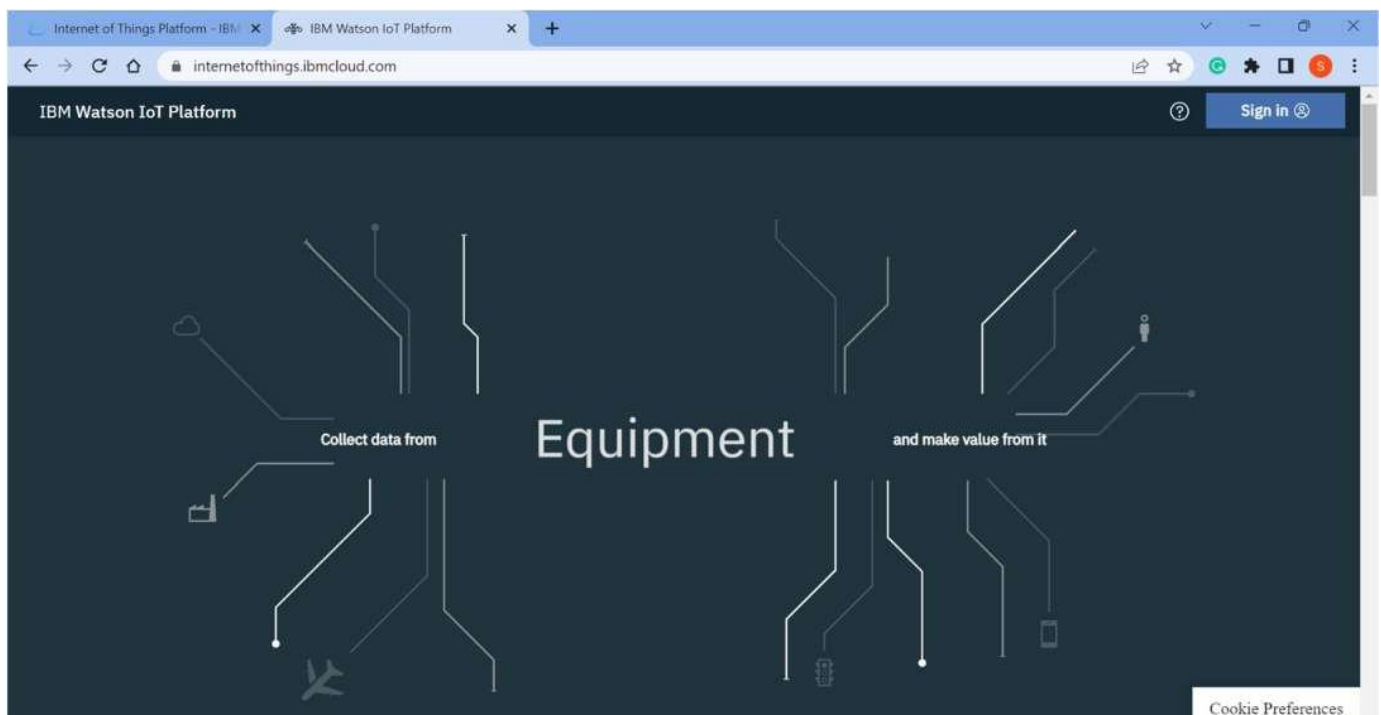 Internet of Things Platform - IBM
IBM Watson IoT Platform
internetofthings.ibmcloud.com
S
IBM Watson IoT Platform
Sign in
Collect data from
Equipment
and make value from it
Cookie Preferences